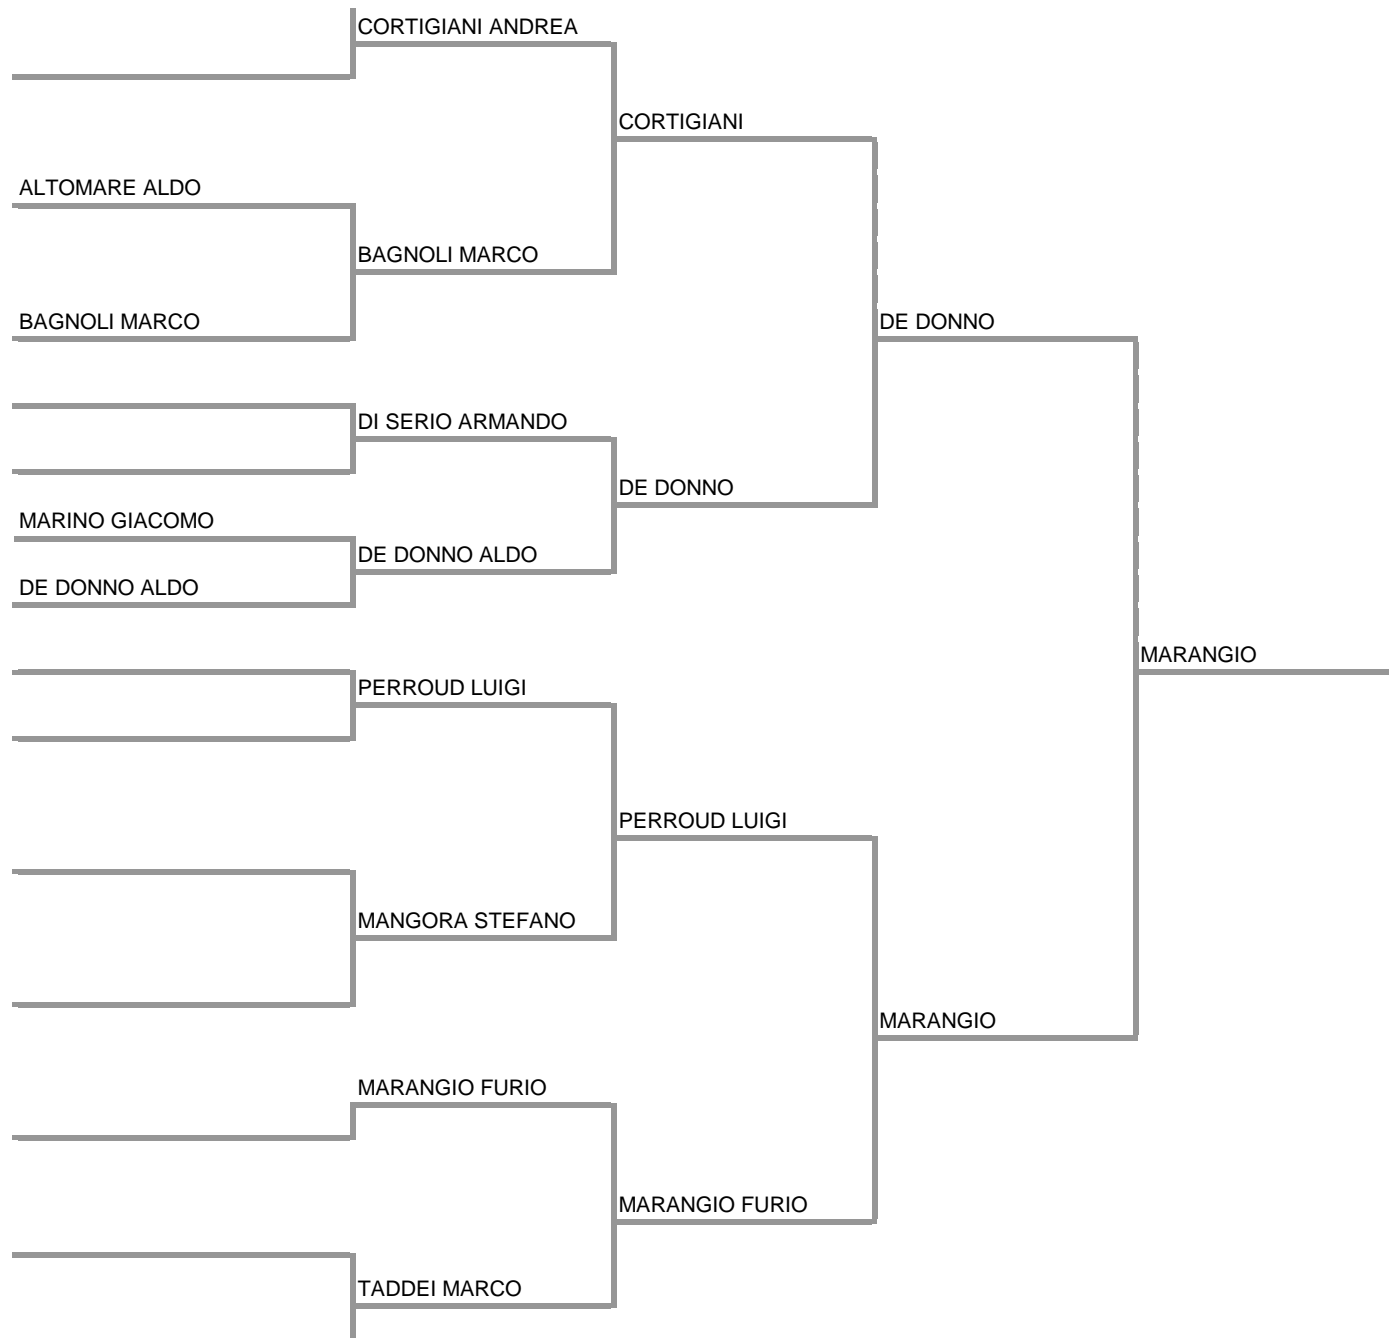 CORTIGIANI ANDREA
CORTIGIANI
ALTOMARE ALDO
BAGNOLI MARCO
BAGNOLI MARCO
DE DONNO
DI SERIO ARMANDO
DE DONNO
MARINO GIACOMO
DE DONNO ALDO
DE DONNO ALDO
MARANGIO
PERROUD LUIGI
PERROUD LUIGI
MANGORA STEFANO
MARANGIO
MARANGIO FURIO
MARANGIO FURIO
TADDEI MARCO